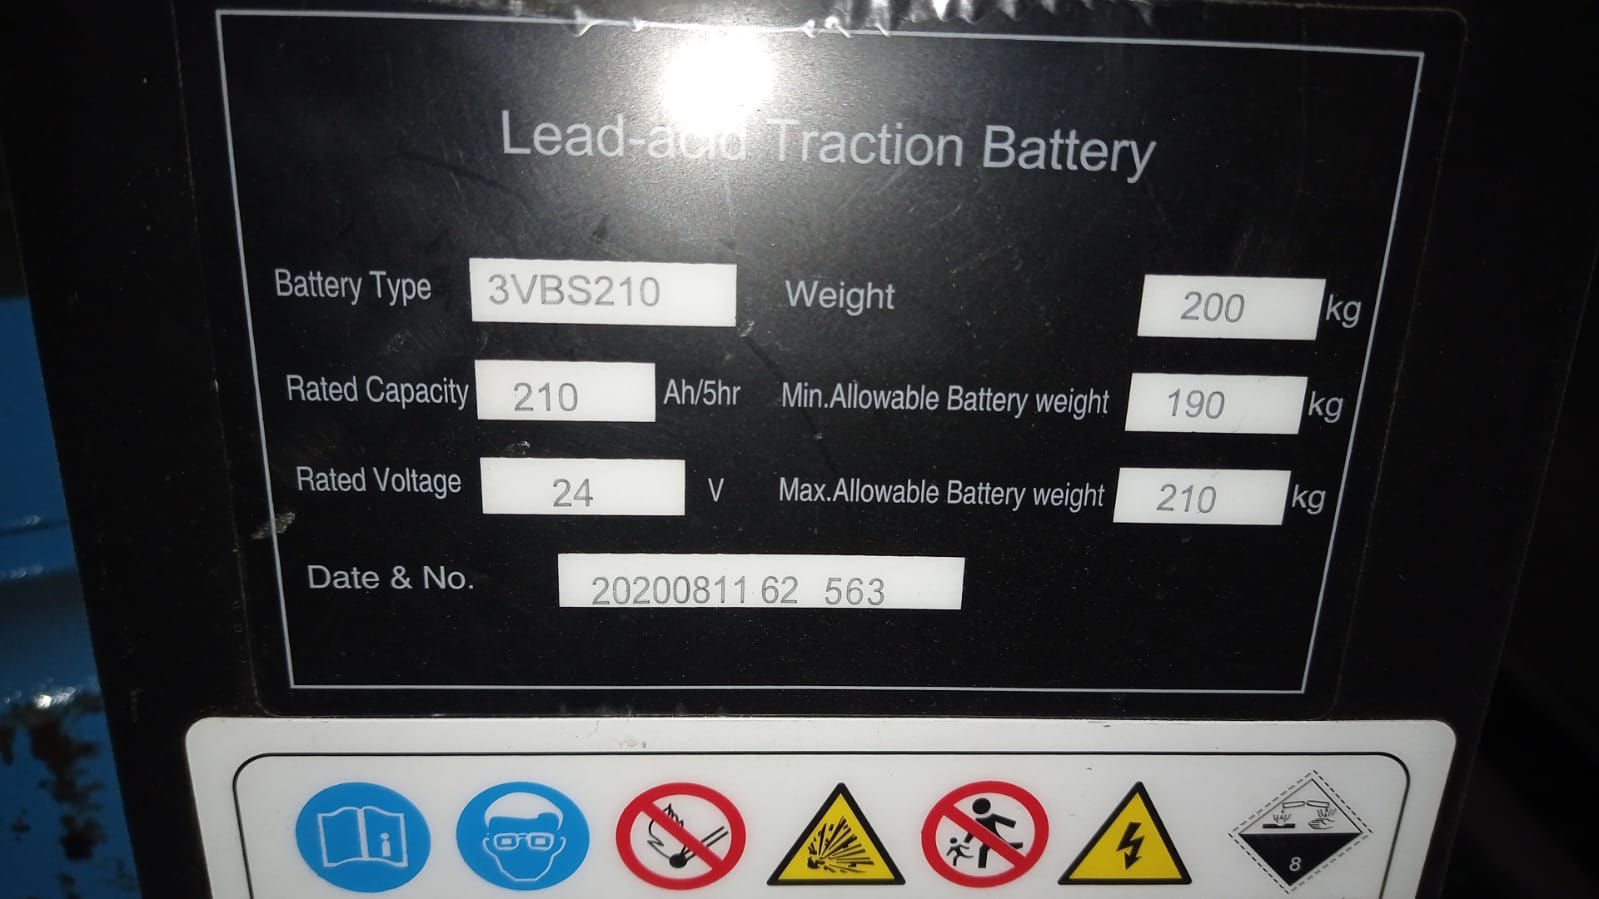 Lead-acid Traction Battery
Battery Type 3VBS210 Weight 200 kg
Rated Capacity 210 Ah/5hr Min.Allowable Battery weight 190 kg
Rated Voltage 24 V Max.Allowable Battery weight 210 kg
Date & No. 20200811 62 563
i
8